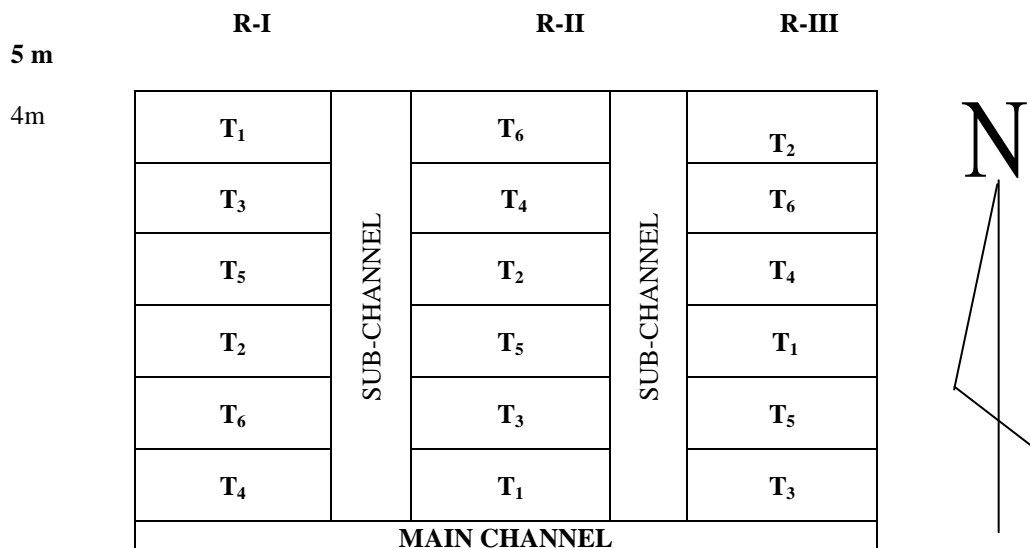 R-I R-II R-III
5 m
4m
T₁ T₆ T₂
T₃ T₄ T₆
T₅ T₂ T₄
T₂ T₅ T₁
T₆ T₃ T₅
T₄ T₁ T₃
SUB-CHANNEL
SUB-CHANNEL
MAIN CHANNEL
N